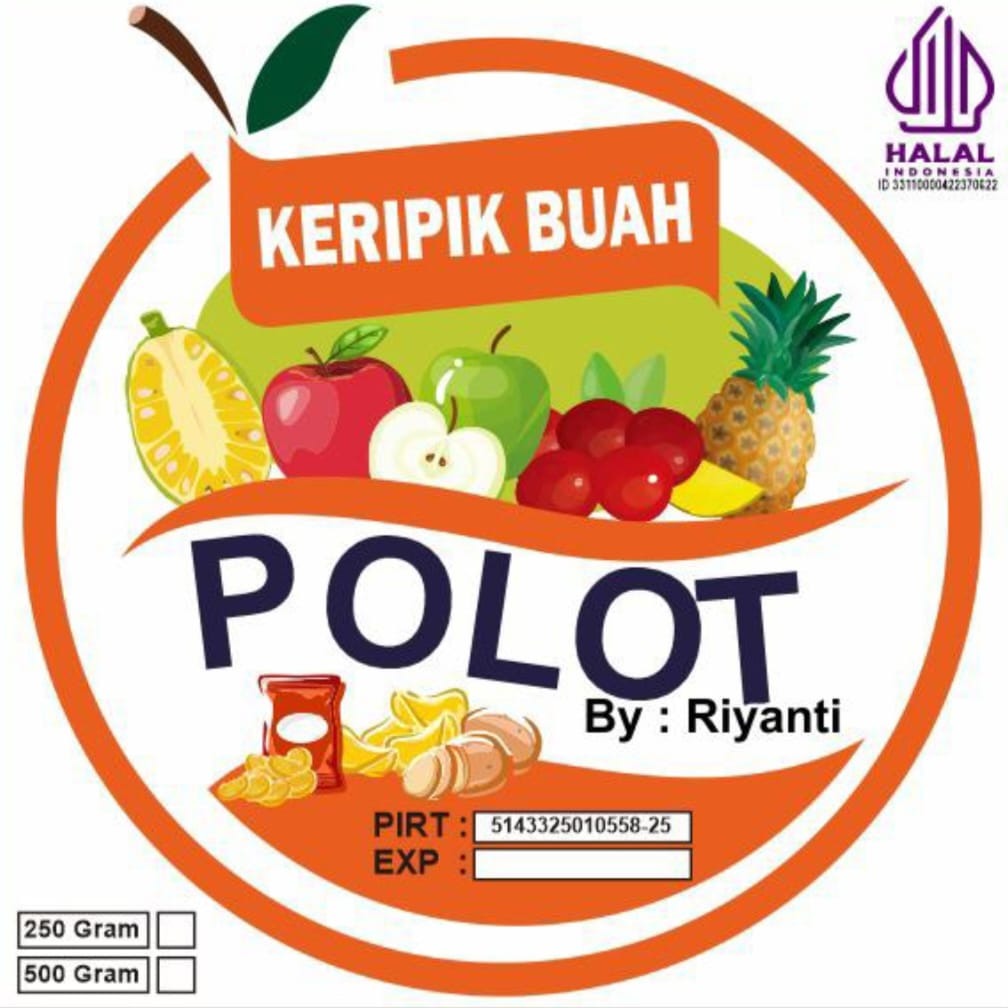 HALAL
INDONESIA
ID 33110000422370622
KERIPIK BUAH
POLOT
By : Riyanti
PIRT : 5143325010558-25
EXP :
250 Gram
500 Gram